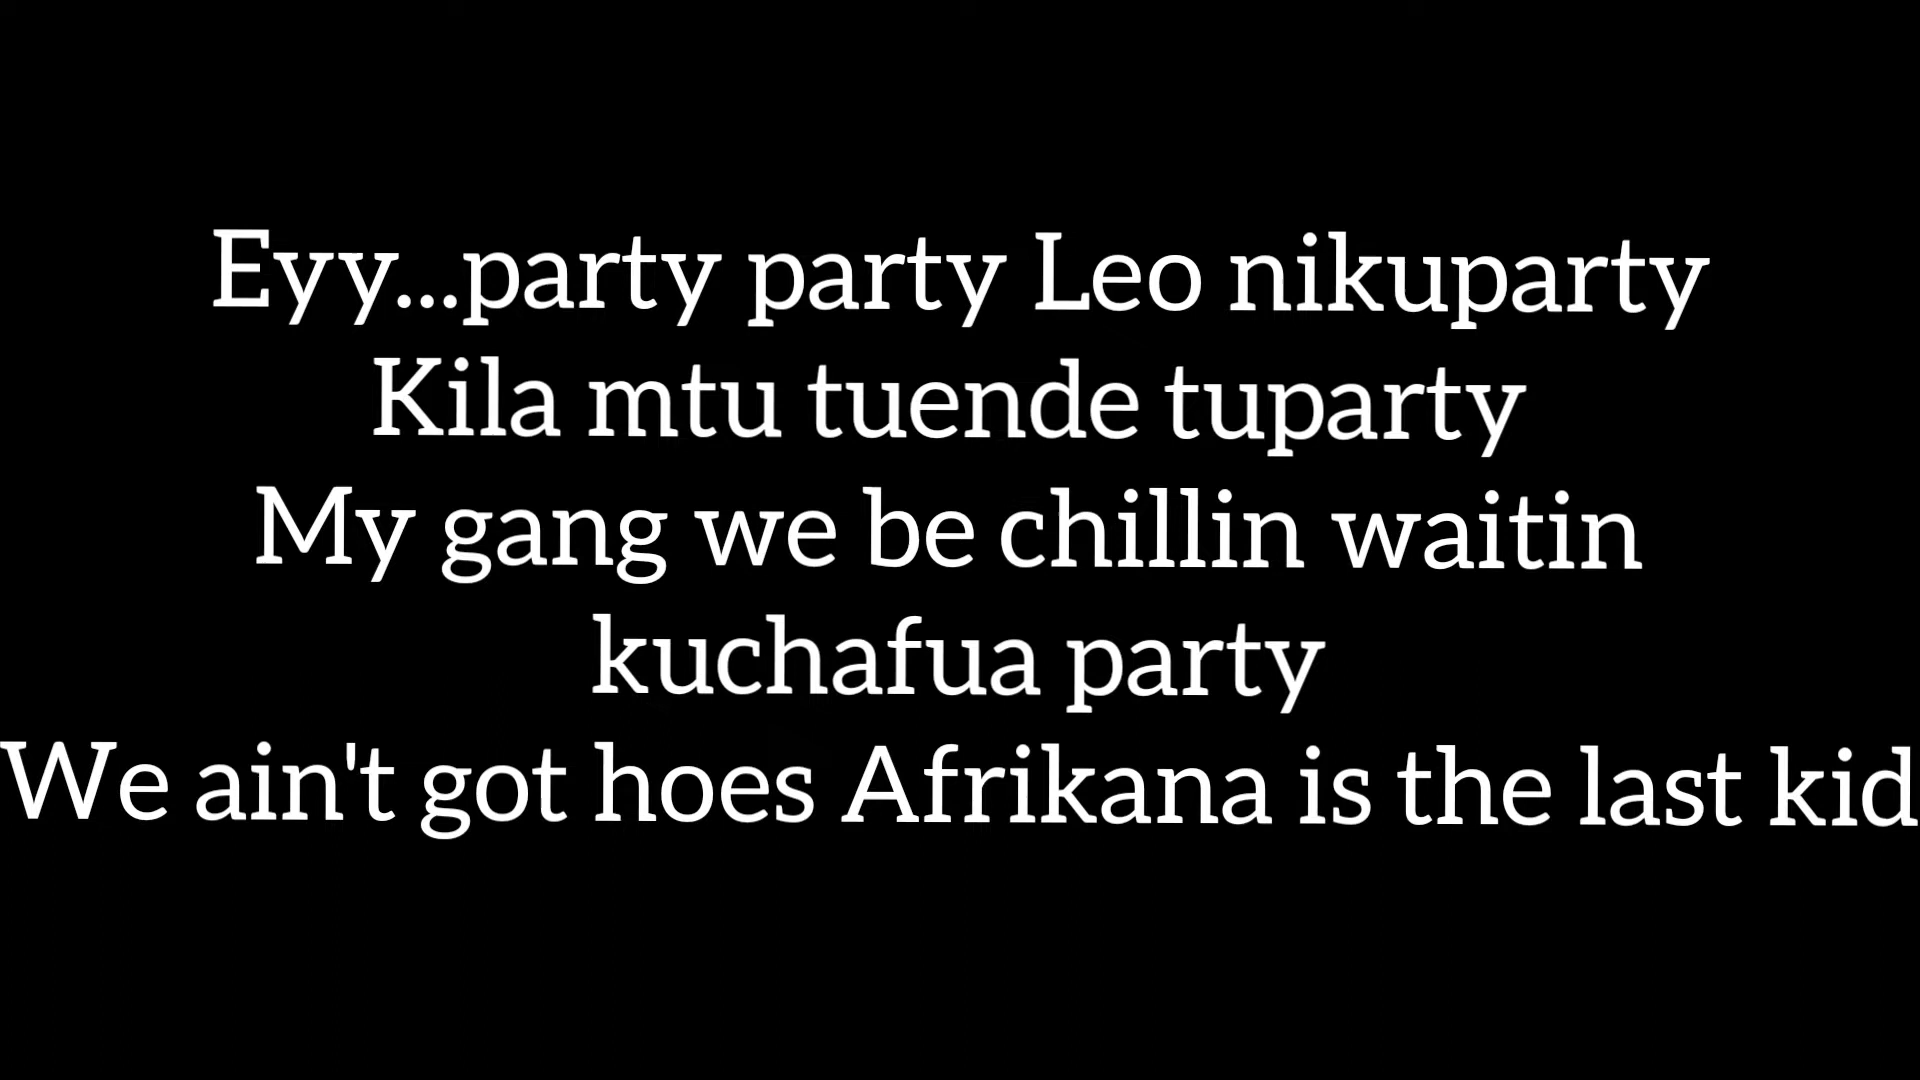 Eyy...party party Leo nikuparty
Kila mtu tuende tuparty
My gang we be chillin waitin
kuchafua party
We ain't got hoes Afrikana is the last kid